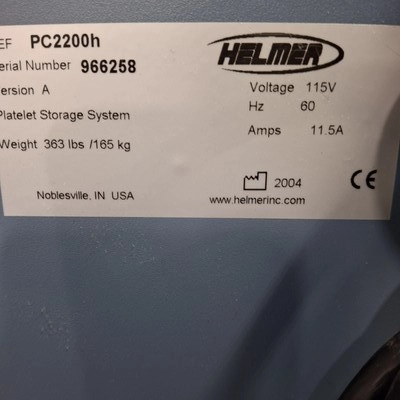 EF PC2200h
HELMER
erial Number 966258
ersion A
Voltage 115V
Hz 60
Platelet Storage System
Amps 11.5A
Weight 363 lbs /165 kg
2004
CE
Noblesville, IN USA
www.helmerinc.com